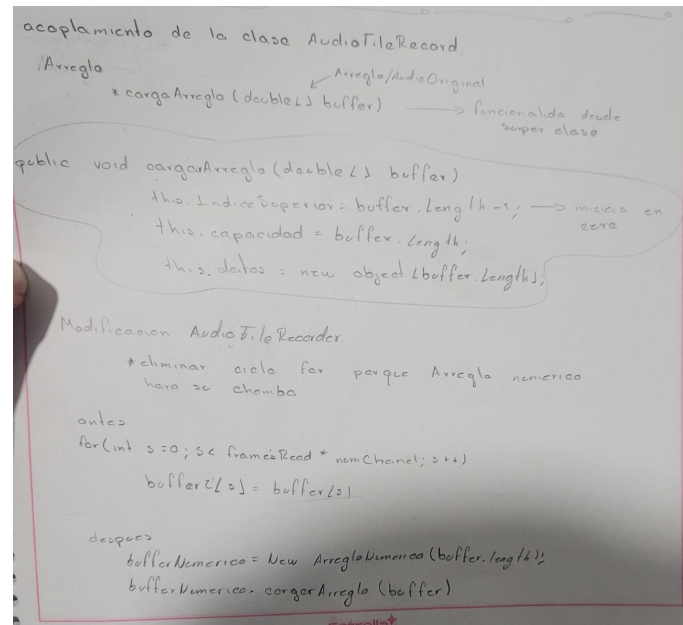 acoplamiento de la clase AudioFileRecord
Arreglo
Arreglo/AudioOriginal
* cargaArreglo (double[] buffer) → funcionalida desde
super clase
public void cargarArreglo(double[] buffer)
this.IndiceSuperior = buffer.length -1; → inicia en
cero
this.capacidad = buffer.length;
this.datos = new object [buffer.length];
Modificacion AudioFileRecorder
* eliminar ciclo for porque Arreglo numerico
hara se chamba
antes
for(int s=0; s< framesRead * numChanel; s++)
buffer2[s] = buffer[s]
despues
bufferNumerico = New ArregloNumerico (buffer.length);
bufferNumerico. cargarArreglo (buffer)